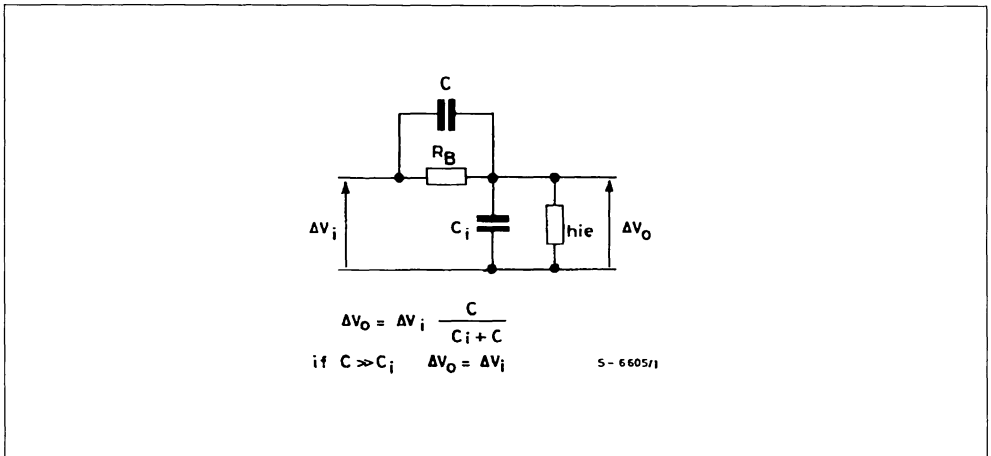 C
R_B
ΔV_i
C_i
hie
ΔV_o
ΔV_o = ΔV_i C / (C_i + C)
if C ≫ C_i ΔV_o = ΔV_i
S-6605/1